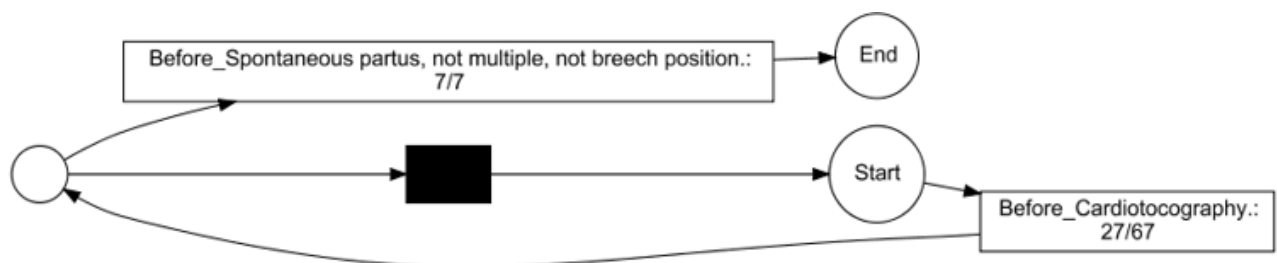 Before_Spontaneous partus, not multiple, not breech position.:
7/7
End
Start
Before_Cardiotocography.:
27/67